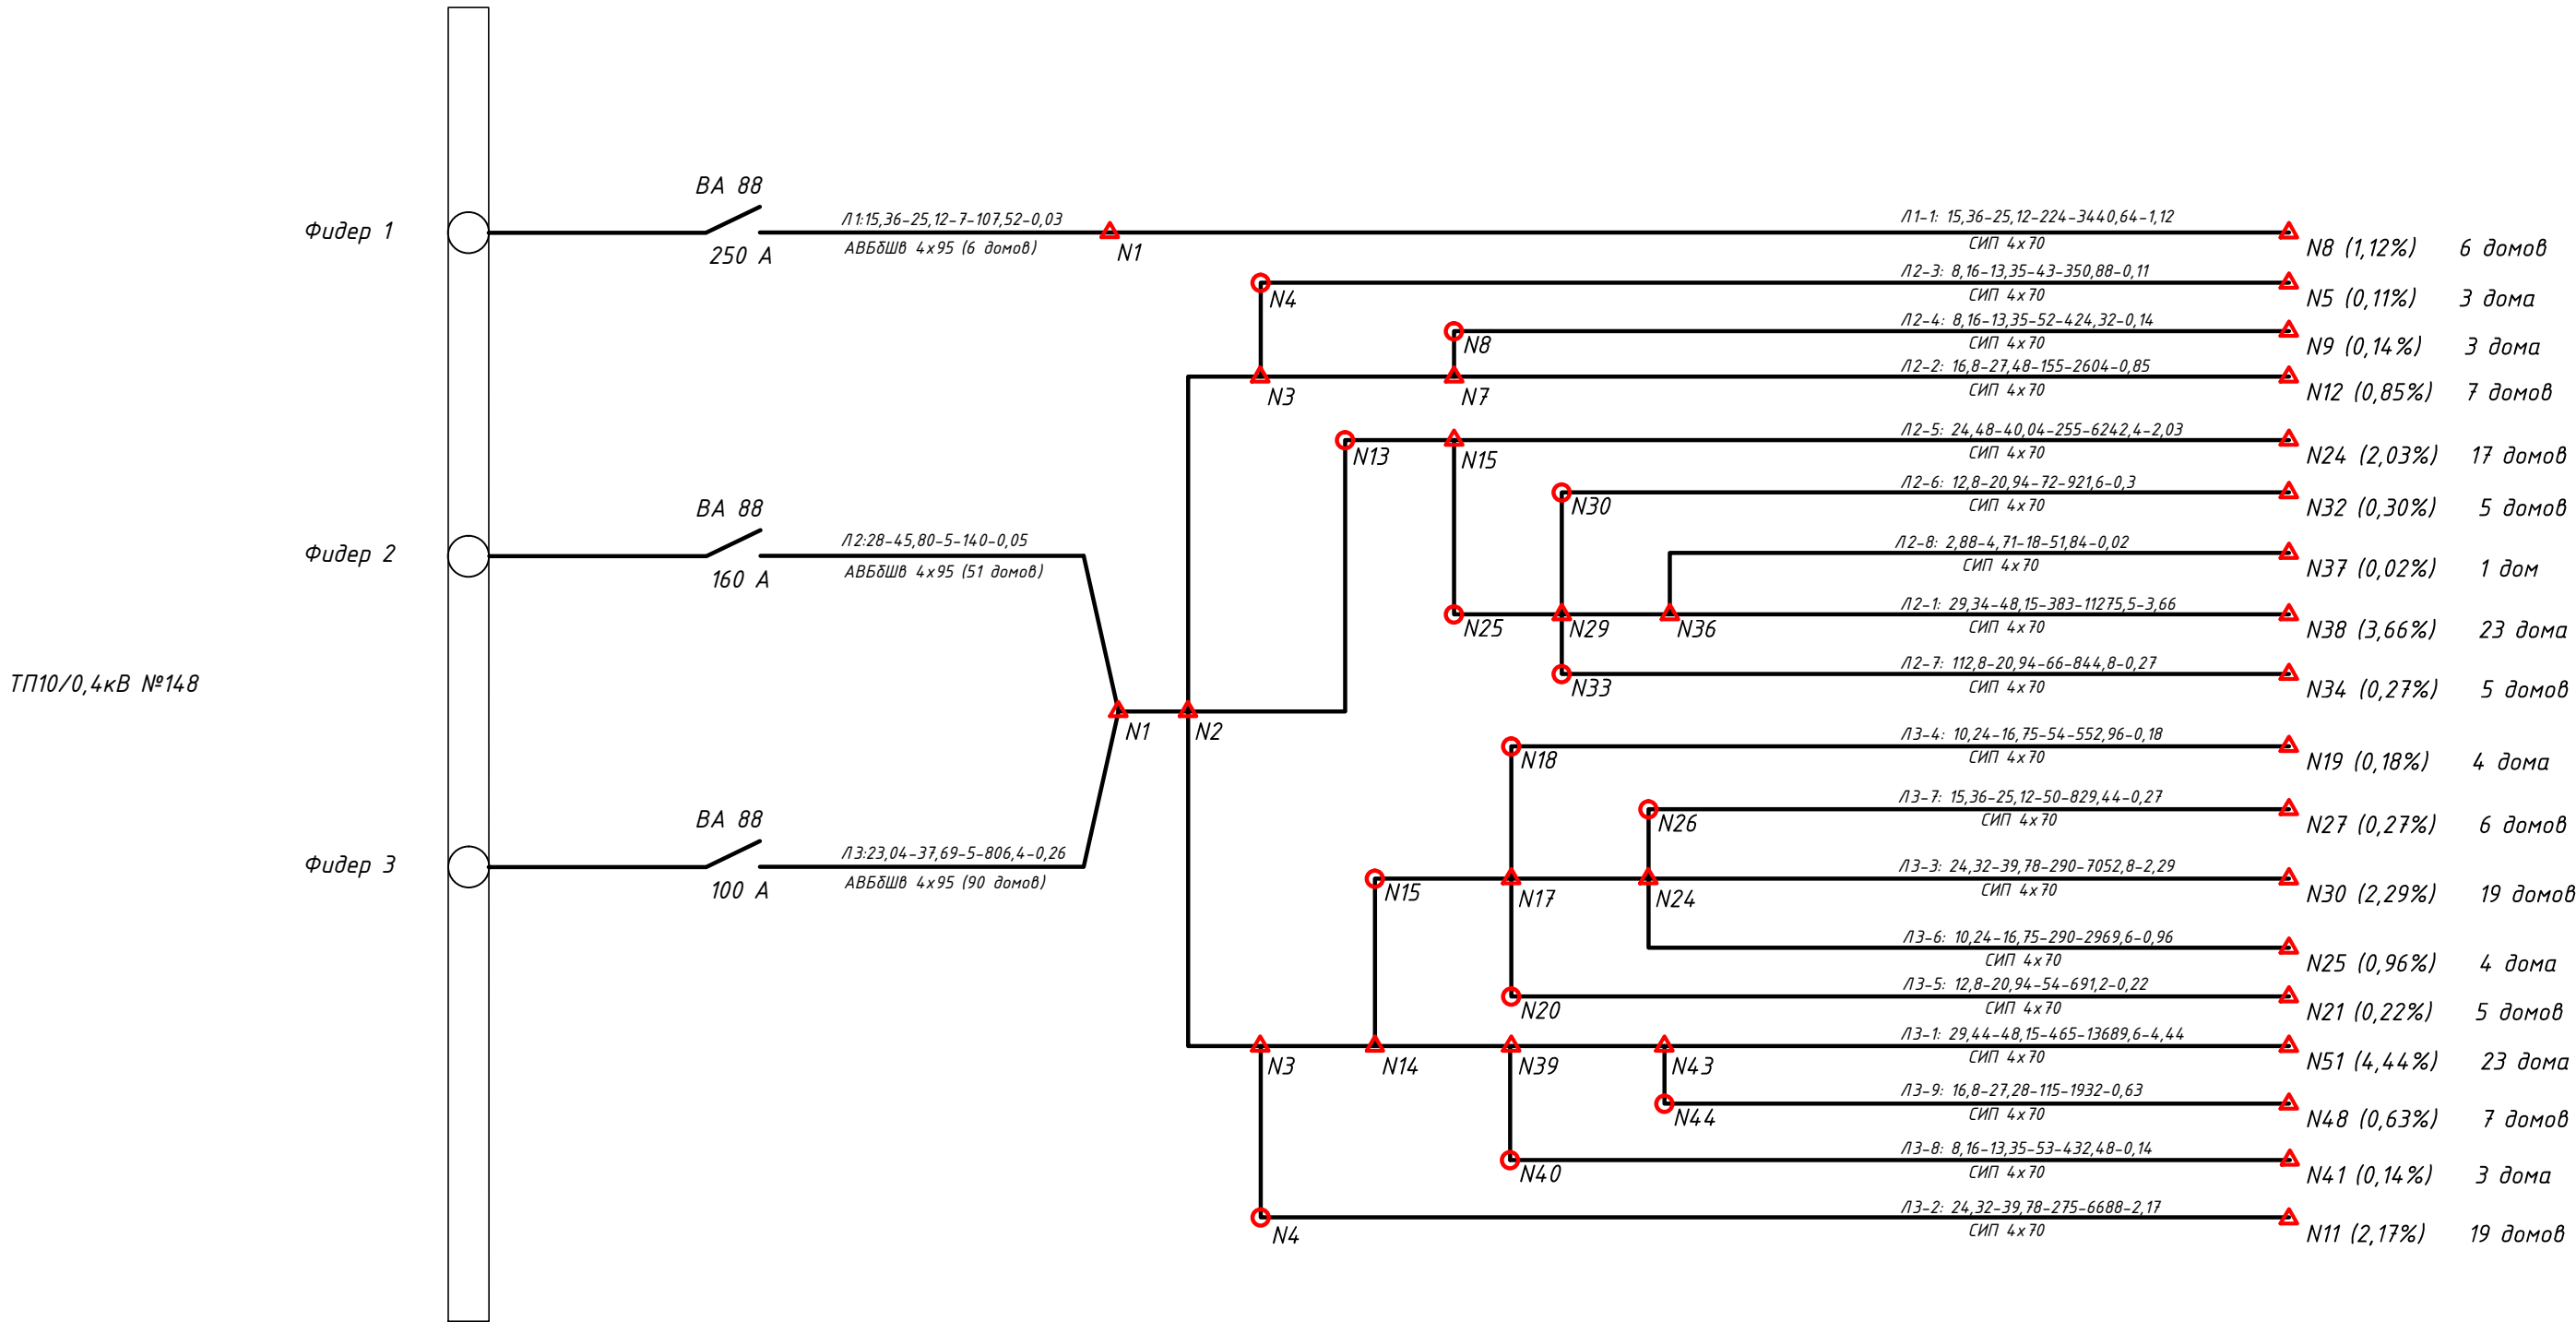 ВА 88
Фидер 1
250 А
Л1:15,36-25,12-7-107,52-0,03
АВБбШв 4х95 (6 домов)
N1
Л1-1: 15,36-25,12-224-3440,64-1,12
СИП 4х70
N8 (1,12%) 6 домов
N4
Л2-3: 8,16-13,35-43-350,88-0,11
СИП 4х70
N5 (0,11%) 3 дома
N8
Л2-4: 8,16-13,35-52-424,32-0,14
СИП 4х70
N9 (0,14%) 3 дома
N3
N7
Л2-2: 16,8-27,48-155-2604-0,85
СИП 4х70
N12 (0,85%) 7 домов
N13
N15
Л2-5: 24,48-40,04-255-6242,4-2,03
СИП 4х70
N24 (2,03%) 17 домов
N30
Л2-6: 12,8-20,94-72-921,6-0,3
СИП 4х70
N32 (0,30%) 5 домов
ВА 88
Фидер 2
160 А
Л2:28-45,80-5-140-0,05
АВБбШв 4х95 (51 домов)
Л2-8: 2,88-4,71-18-51,84-0,02
СИП 4х70
N37 (0,02%) 1 дом
N25
N29
N36
Л2-1: 29,34-48,15-383-11275,5-3,66
СИП 4х70
N38 (3,66%) 23 дома
N33
Л2-7: 112,8-20,94-66-844,8-0,27
СИП 4х70
N34 (0,27%) 5 домов
ТП10/0,4кВ №148
N1
N2
N18
Л3-4: 10,24-16,75-54-552,96-0,18
СИП 4х70
N19 (0,18%) 4 дома
N26
Л3-7: 15,36-25,12-50-829,44-0,27
СИП 4х70
N27 (0,27%) 6 домов
ВА 88
Фидер 3
100 А
Л3:23,04-37,69-5-806,4-0,26
АВБбШв 4х95 (90 домов)
N15
N17
N24
Л3-3: 24,32-39,78-290-7052,8-2,29
СИП 4х70
N30 (2,29%) 19 домов
Л3-6: 10,24-16,75-290-2969,6-0,96
СИП 4х70
N25 (0,96%) 4 дома
N20
Л3-5: 12,8-20,94-54-691,2-0,22
СИП 4х70
N21 (0,22%) 5 домов
N3
N14
N39
N43
Л3-1: 29,44-48,15-465-13689,6-4,44
СИП 4х70
N51 (4,44%) 23 дома
N44
Л3-9: 16,8-27,28-115-1932-0,63
СИП 4х70
N48 (0,63%) 7 домов
N40
Л3-8: 8,16-13,35-53-432,48-0,14
СИП 4х70
N41 (0,14%) 3 дома
N4
Л3-2: 24,32-39,78-275-6688-2,17
СИП 4х70
N11 (2,17%) 19 домов